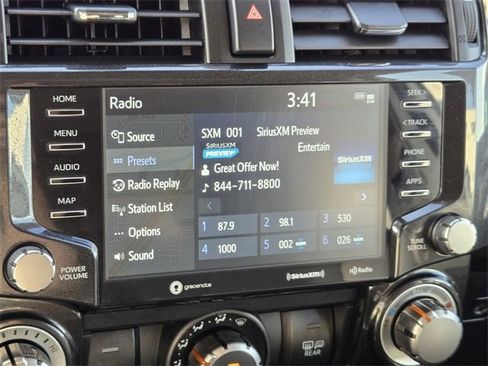 HOME
MENU
AUDIO
MAP
POWER
VOLUME
Radio
3:41
Source
Presets
Radio Replay
Station List
Options
Sound
SXM 001 SiriusXM Preview
SIRIUSXM
PREVIEW
Entertain
Great Offer Now!
844-711-8800
SiriusXM
< >
1 87.9
2 98.1
3 530
4 1000
5 002
6 026
gracenote
SiriusXM
HD Radio
SEEK >
< TRACK
PHONE
APPS
TUNE
SCROLL
REAR